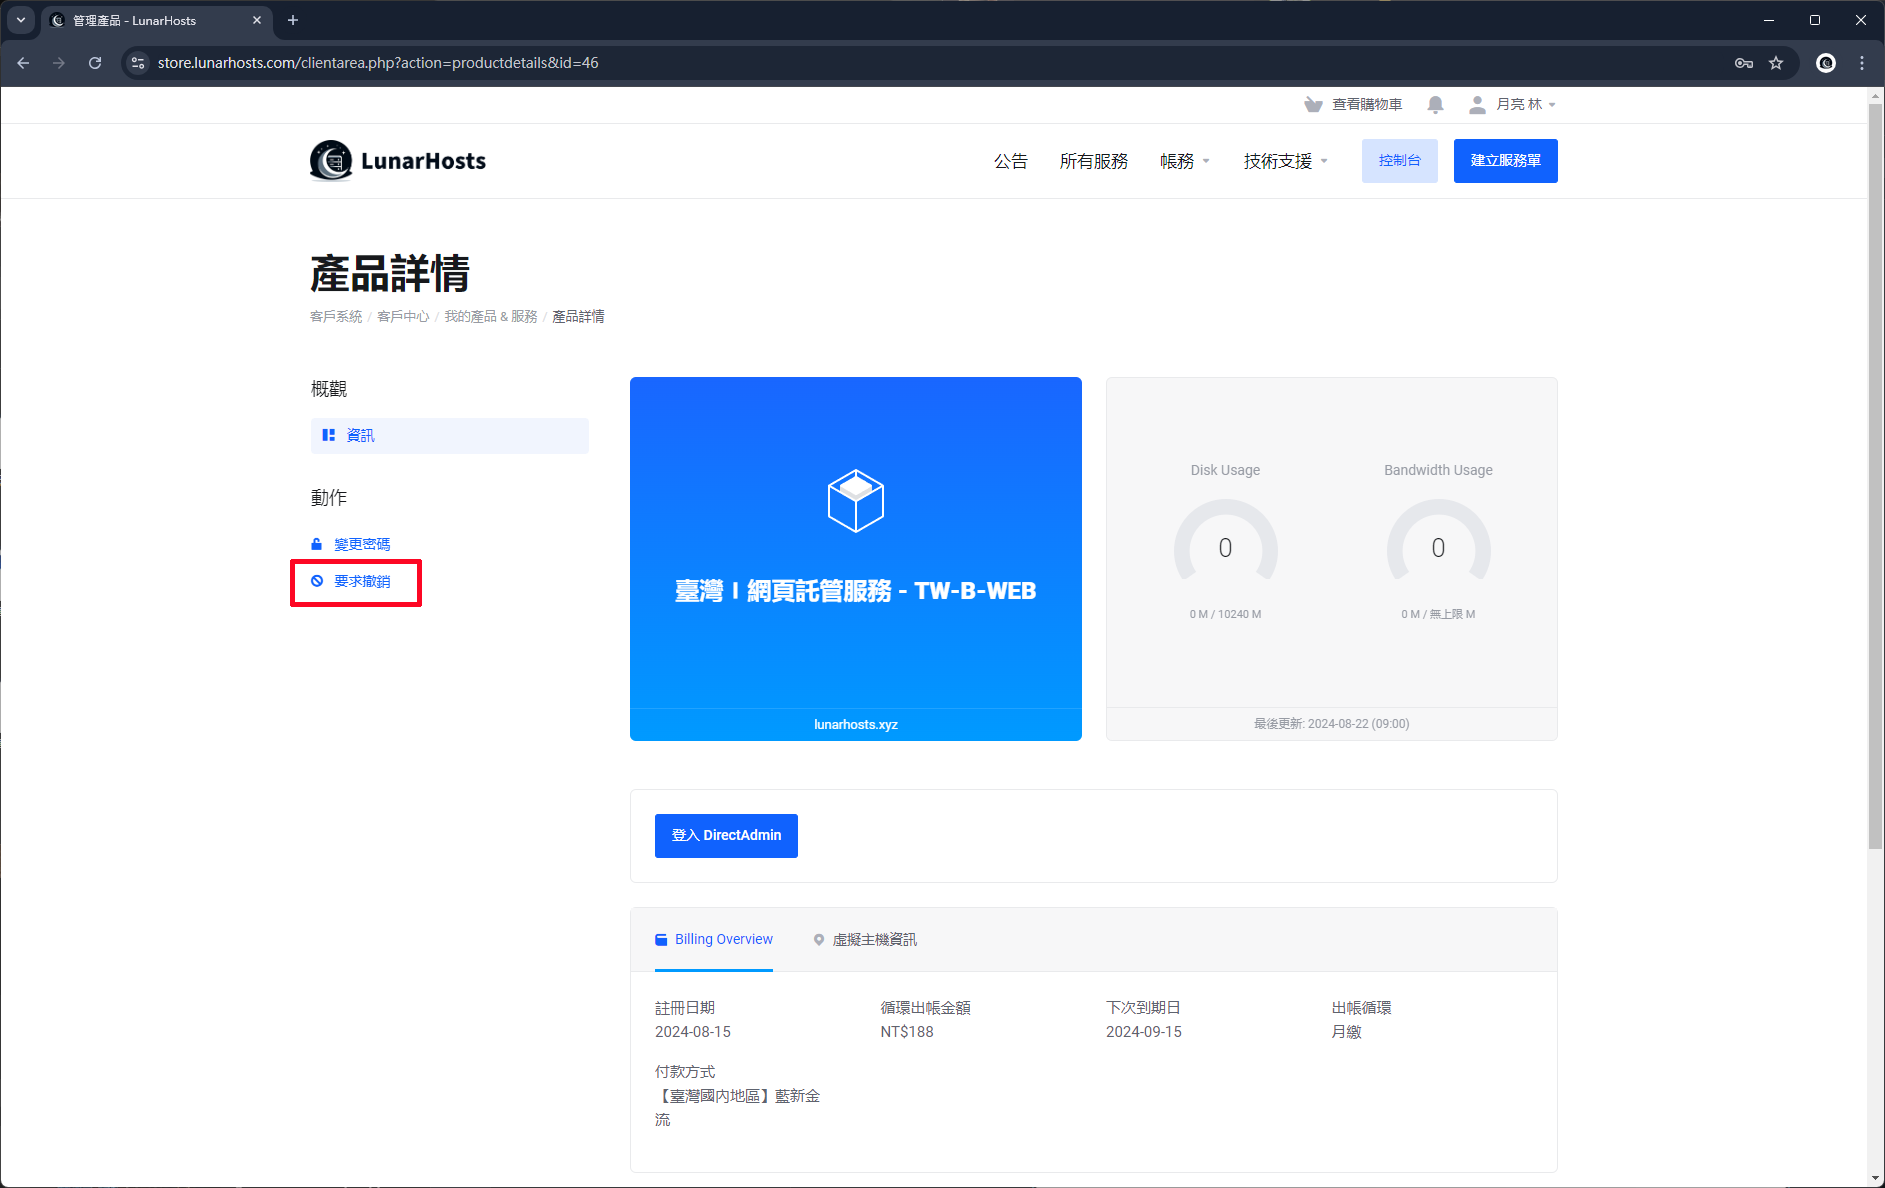 管理產品 - LunarHosts
store.lunarhosts.com/clientarea.php?action=productdetails&id=46
查看購物車
月亮 林
LunarHosts
公告
所有服務
帳務
技術支援
控制台
建立服務單
產品詳情
客戶系統 / 客戶中心 / 我的產品 & 服務 / 產品詳情
概觀
資訊
動作
變更密碼
要求撤銷
臺灣 I 網頁託管服務 - TW-B-WEB
lunarhosts.xyz
Disk Usage
0
0 M / 10240 M
Bandwidth Usage
0
0 M / 無上限 M
最後更新: 2024-08-22 (09:00)
登入 DirectAdmin
Billing Overview
虛擬主機資訊
註冊日期
2024-08-15
循環出帳金額
NT$188
下次到期日
2024-09-15
出帳循環
月繳
付款方式
【臺灣國內地區】藍新金
流